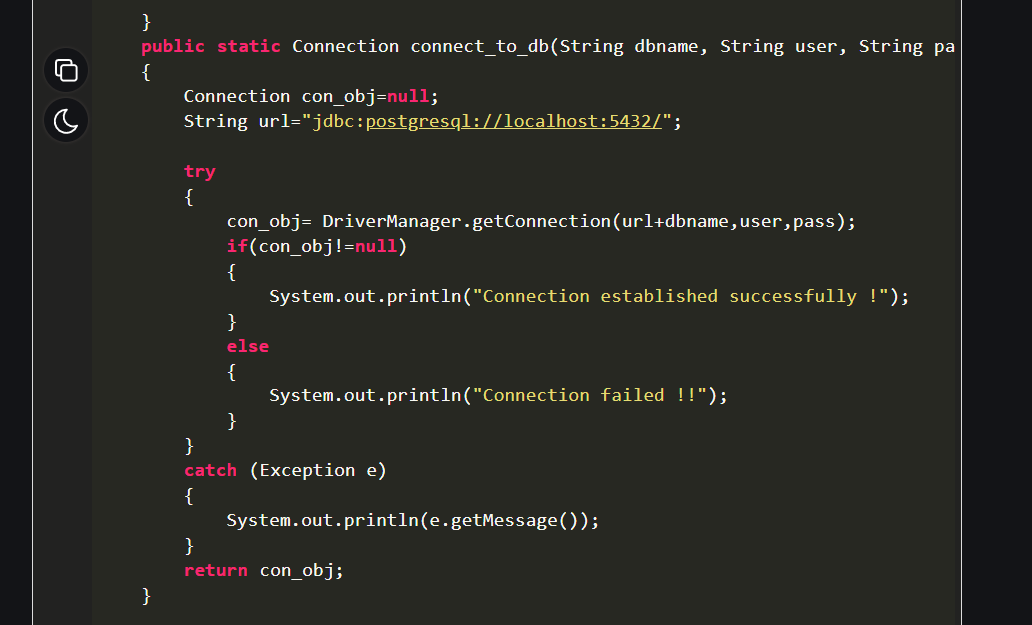 }
public static Connection connect_to_db(String dbname, String user, String pa
{
Connection con_obj=null;
String url="jdbc:postgresql://localhost:5432/";
try
{
con_obj= DriverManager.getConnection(url+dbname,user,pass);
if(con_obj!=null)
{
System.out.println("Connection established successfully !");
}
else
{
System.out.println("Connection failed !!");
}
}
catch (Exception e)
{
System.out.println(e.getMessage());
}
return con_obj;
}